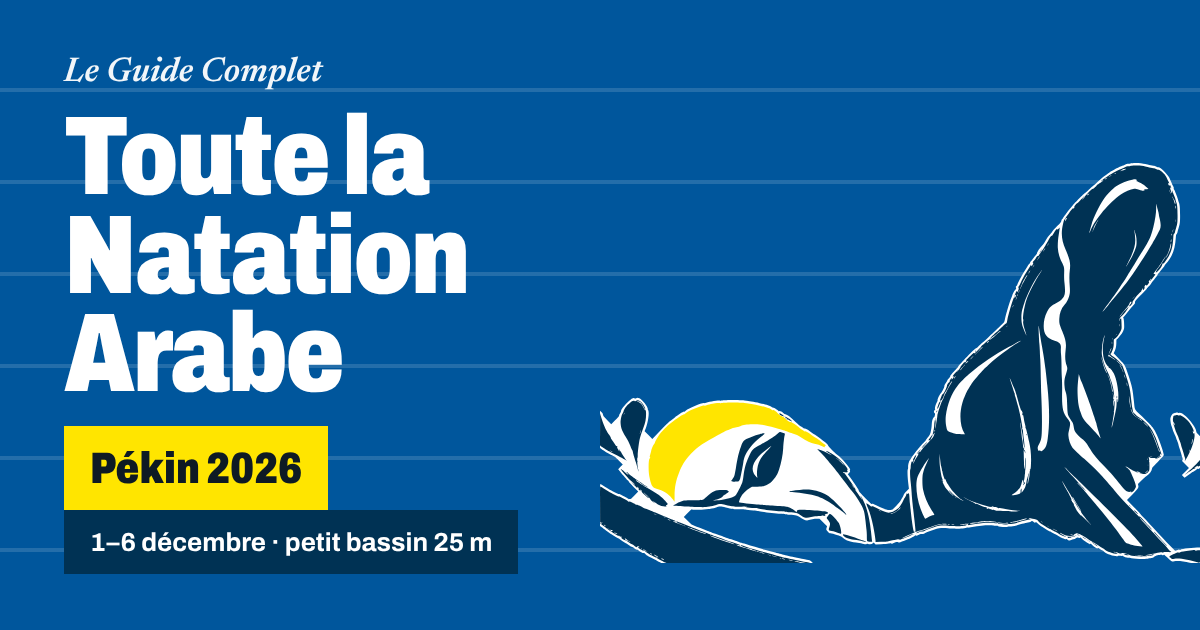 Le Guide Complet
Toute la
Natation
Arabe
Pékin 2026
1–6 décembre · petit bassin 25 m